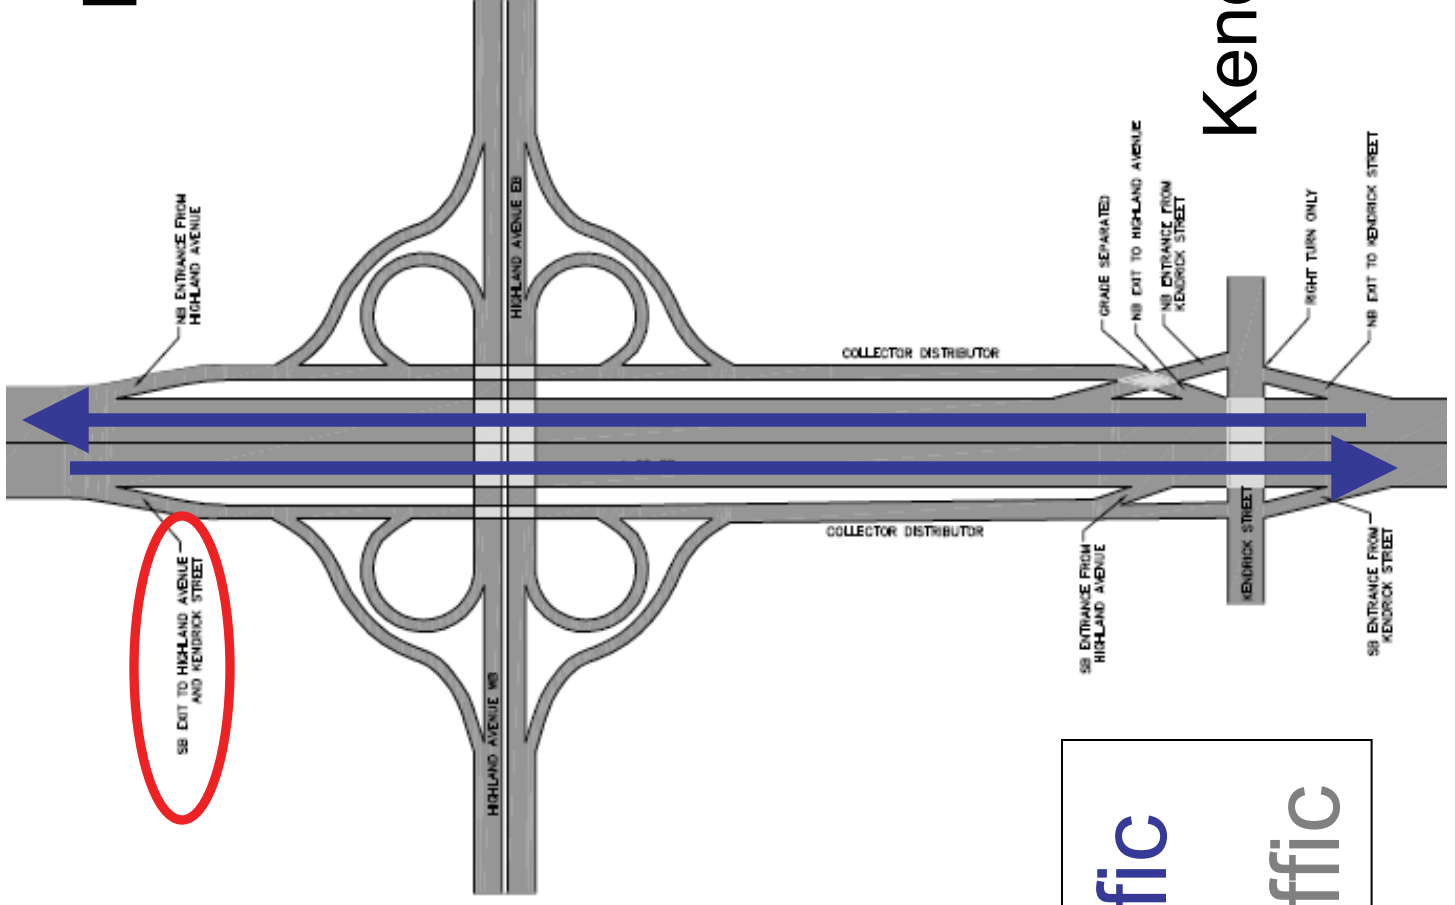 NB ENTRANCE FROM
HIGHLAND AVENUE
HIGHLAND AVENUE EB
COLLECTOR DISTRIBUTOR
GRADE SEPARATED
NB EXIT TO HIGHLAND AVENUE
NB ENTRANCE FROM
KENDRICK STREET
RIGHT TURN ONLY
NB EXIT TO KENDRICK STREET
Kend
SB EXIT TO HIGHLAND AVENUE
AND KENDRICK STREET
HIGHLAND AVENUE WB
COLLECTOR DISTRIBUTOR
SB ENTRANCE FROM
HIGHLAND AVENUE
KENDRICK STREET
SB ENTRANCE FROM
KENDRICK STREET
ffic
ffic